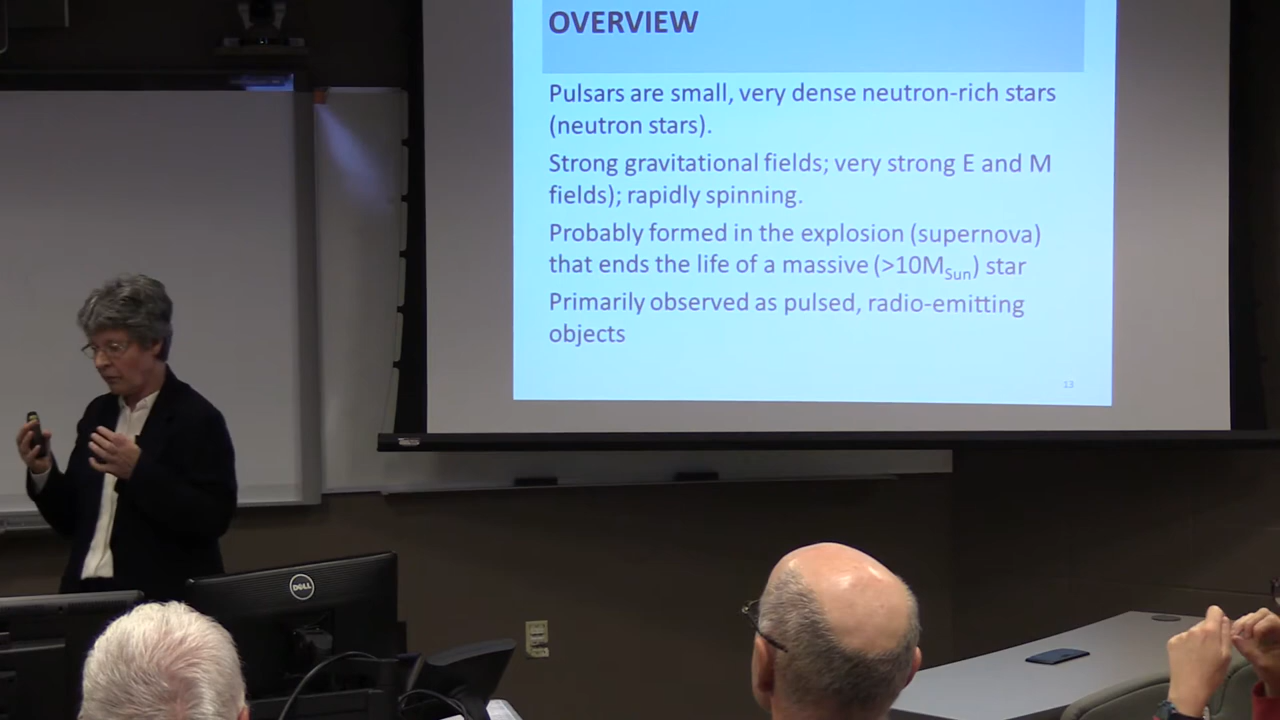 OVERVIEW
Pulsars are small, very dense neutron-rich stars
(neutron stars).
Strong gravitational fields; very strong E and M
fields); rapidly spinning.
Probably formed in the explosion (supernova)
that ends the life of a massive (>10M_Sun) star
Primarily observed as pulsed, radio-emitting
objects
13
DELL